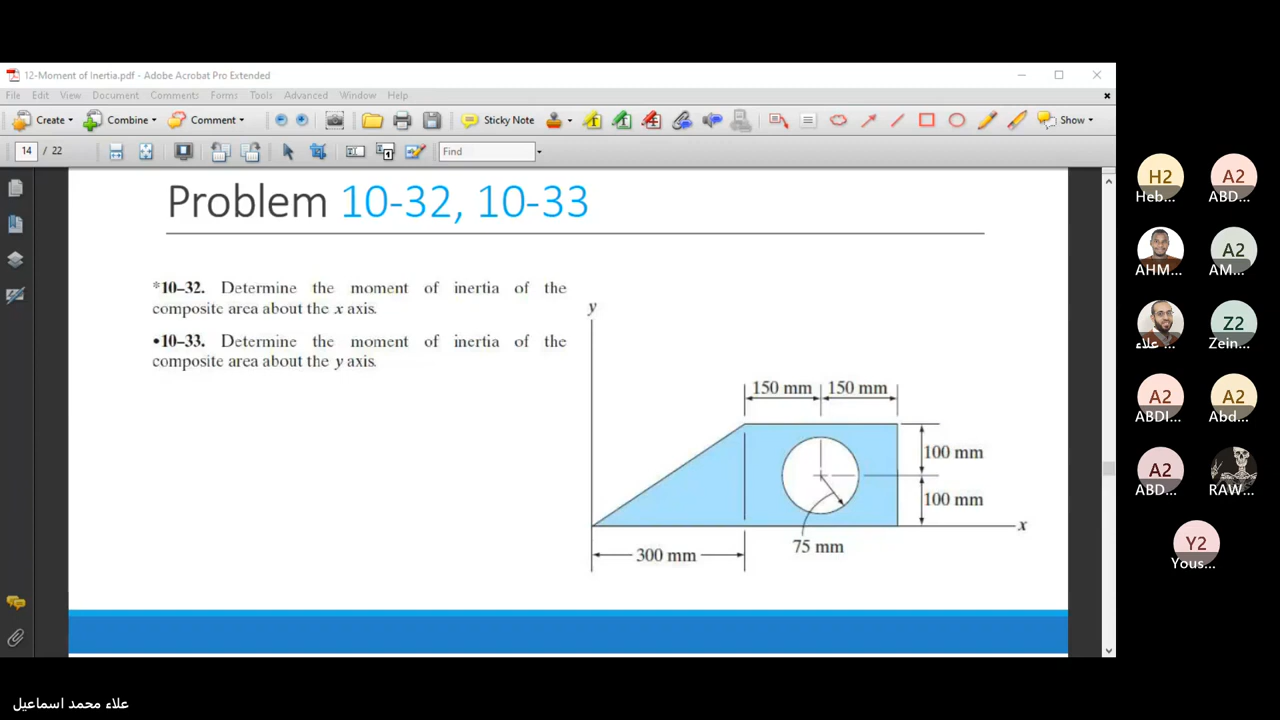 12-Moment of Inertia.pdf - Adobe Acrobat Pro Extended
File Edit View Document Comments Forms Tools Advanced Window Help
Create Combine Comment Sticky Note Show
14 / 22 Find
Problem 10-32, 10-33
*10–32. Determine the moment of inertia of the
composite area about the x axis.
•10–33. Determine the moment of inertia of the
composite area about the y axis.
y
150 mm 150 mm
100 mm
100 mm
x
75 mm
300 mm
H2 A2
Heb... ABD...
A2
AHM... AM...
Z2
علاء ... Zein...
A2 A2
ABDI... Abd...
A2
ABD... RAW...
Y2
Yous...
علاء محمد اسماعيل